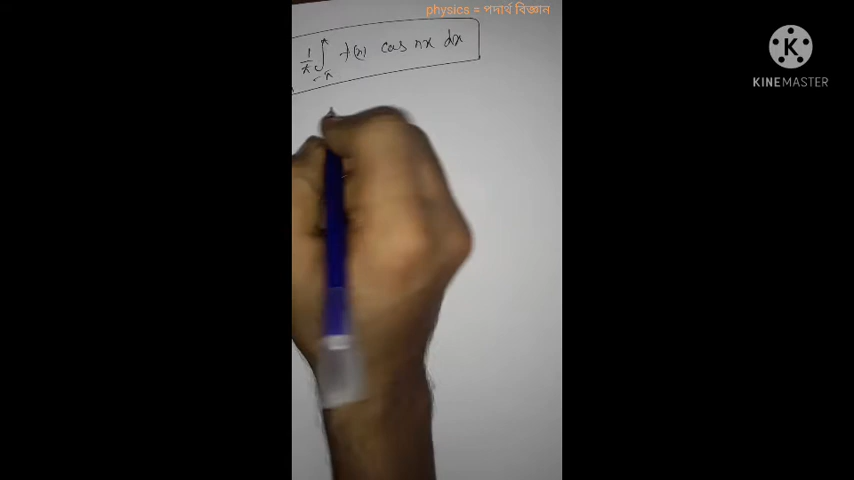 physics = পদার্থ বিজ্ঞান
1/π ∫_{-π}^{π} f(x) cos nx dx
K
KINEMASTER